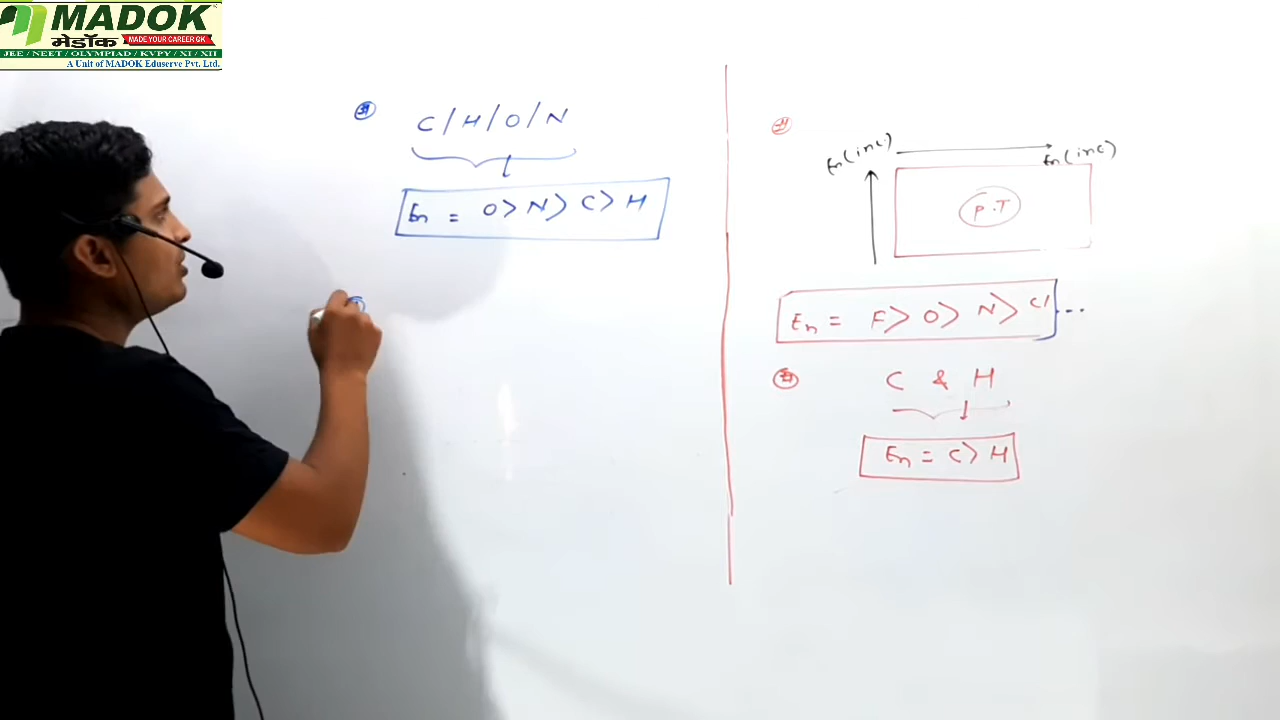 MADOK
मेडॉक MADE YOUR CAREER GK
JEE / NEET / OLYMPIAD / KVPY / XI / XII
A Unit of MADOK Eduserve Pvt. Ltd.
C / H / O / N
En = O > N > C > H
En (inc)
En (inc)
P.T
En = F > O > N > Cl ...
C & H
En = C > H